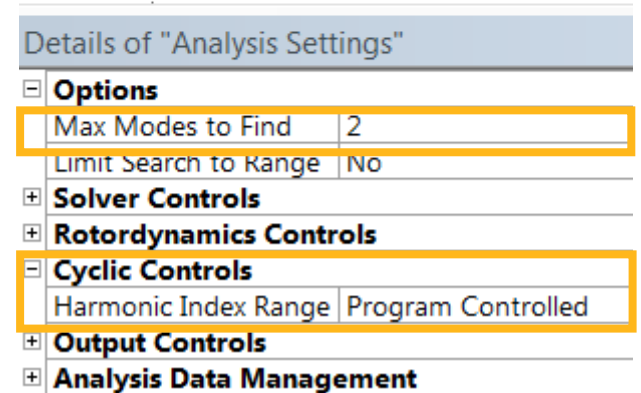 Details of "Analysis Settings"
Options
Max Modes to Find 2
Limit Search to Range No
Solver Controls
Rotordynamics Controls
Cyclic Controls
Harmonic Index Range Program Controlled
Output Controls
Analysis Data Management